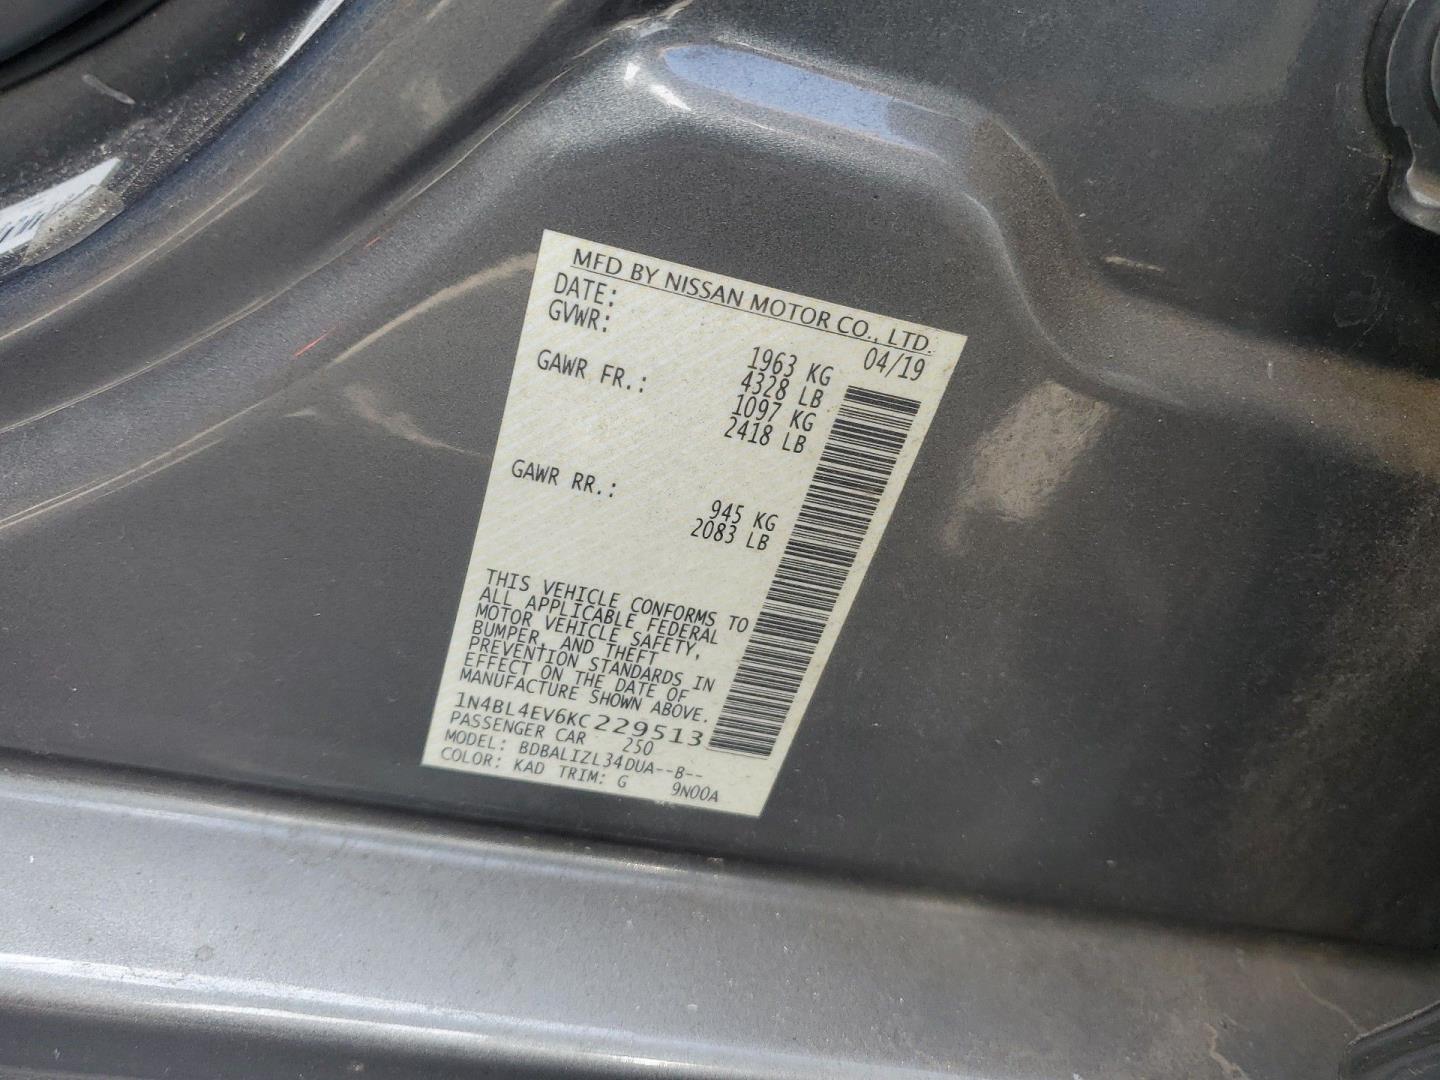 MFD BY NISSAN MOTOR CO., LTD.
DATE: 04/19
GVWR: 1963 KG
4328 LB
GAWR FR.: 1097 KG
2418 LB
GAWR RR.: 945 KG
2083 LB
THIS VEHICLE CONFORMS TO
ALL APPLICABLE FEDERAL
MOTOR VEHICLE SAFETY,
BUMPER, AND THEFT
PREVENTION STANDARDS IN
EFFECT ON THE DATE OF
MANUFACTURE SHOWN ABOVE.
1N4BL4EV6KC229513
PASSENGER CAR 250
MODEL: BDBALIZL34DUA--B--
COLOR: KAD TRIM: G 9N00A